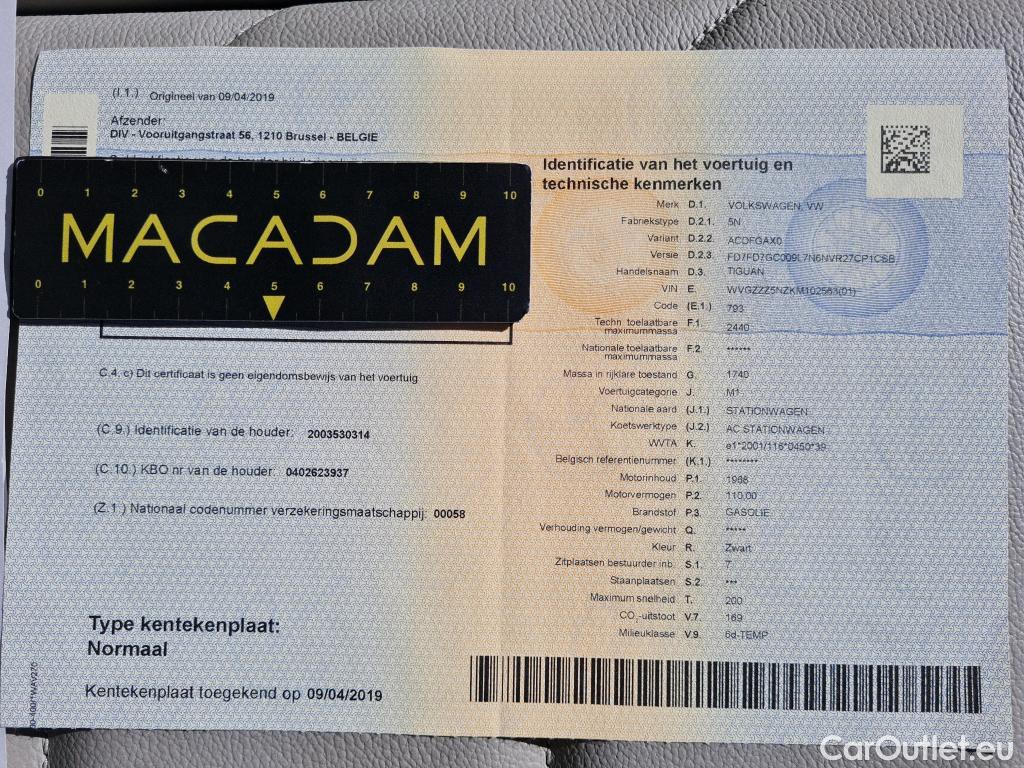 (I.1.) Origineel van 09/04/2019
Afzender:
DIV - Vooruitgangstraat 56, 1210 Brussel - BELGIE
0 1 2 3 4 5 6 7 8 9 10
MACADAM
0 1 2 3 4 5 6 7 8 9 10
C.4. c) Dit certificaat is geen eigendomsbewijs van het voertuig
(C.9.) Identificatie van de houder: 2003530314
(C.10.) KBO nr van de houder: 0402623937
(Z.1.) Nationaal codenummer verzekeringsmaatschappij: 00058
Type kentekenplaat:
Normaal
Kentekenplaat toegekend op 09/04/2019
Identificatie van het voertuig en
technische kenmerken
Merk D.1. VOLKSWAGEN, VW
Fabriekstype D.2.1. 5N
Variant D.2.2. ACDFGAX0
Versie D.2.3. FD7FD7GC009L7N6NVR27CP1CSB
Handelsnaam D.3. TIGUAN
VIN E. WVGZZZ5NZKM102563(01)
Code (E.1.) 793
Techn. toelaatbare
maximummassa F.1. 2440
Nationale toelaatbare
maximummassa F.2. ******
Massa in rijklare toestand G. 1740
Voertuigcategorie J. M1
Nationale aard (J.1.) STATIONWAGEN
Koetswerktype (J.2.) AC STATIONWAGEN
WVTA K. e1*2001/116*0450*39
Belgisch referentienummer (K.1.) ********
Motorinhoud P.1. 1968
Motorvermogen P.2. 110.00
Brandstof P.3. GASOLIE
Verhouding vermogen/gewicht Q. *****
Kleur R. Zwart
Zitplaatsen bestuurder inb. S.1. 7
Staanplaatsen S.2. ***
Maximum snelheid T. 200
CO₂-uitstoot V.7. 169
Milieuklasse V.9. 6d-TEMP
CarOutlet.eu